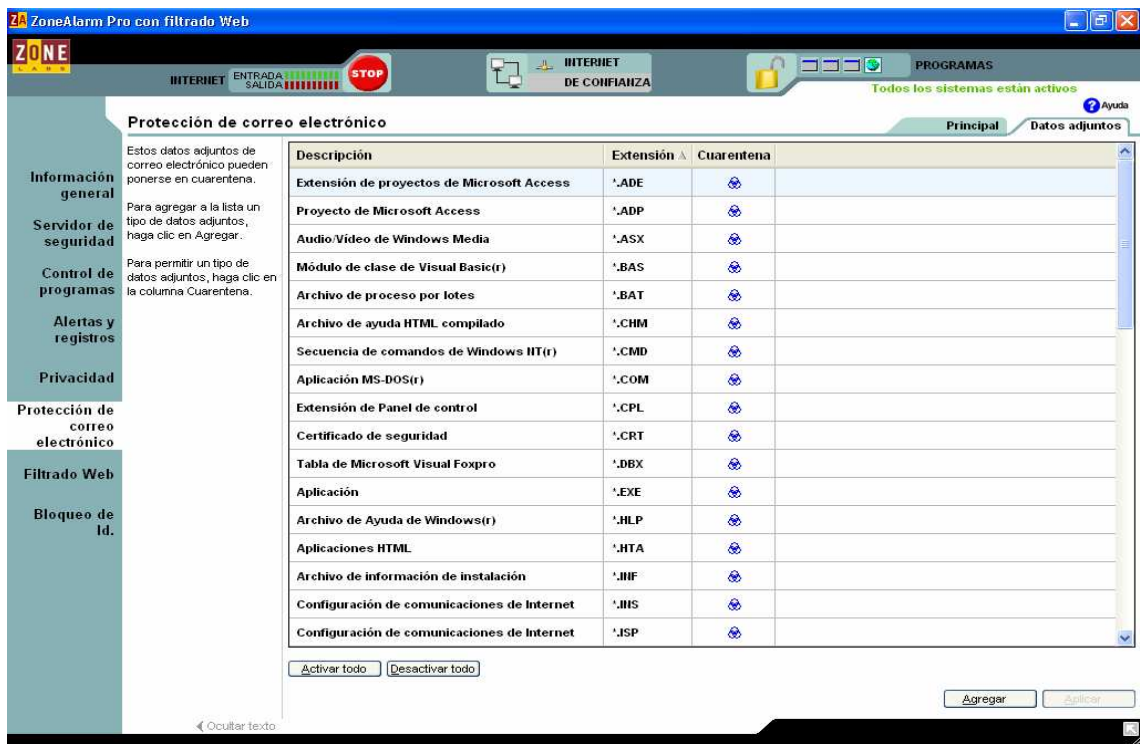 ZA ZoneAlarm Pro con filtrado Web
ZONE
LABS
INTERNET
ENTRADA
SALIDA
STOP
INTERNET
DE CONFIANZA
PROGRAMAS
Todos los sistemas están activos
? Ayuda
Protección de correo electrónico
Principal
Datos adjuntos
Información general
Servidor de seguridad
Control de programas
Alertas y registros
Privacidad
Protección de correo electrónico
Filtrado Web
Bloqueo de Id.
Estos datos adjuntos de
correo electrónico pueden
ponerse en cuarentena.
Para agregar a la lista un
tipo de datos adjuntos,
haga clic en Agregar.
Para permitir un tipo de
datos adjuntos, haga clic en
la columna Cuarentena.
Descripción Extensión Cuarentena
Extensión de proyectos de Microsoft Access *.ADE
Proyecto de Microsoft Access *.ADP
Audio/Vídeo de Windows Media *.ASX
Módulo de clase de Visual Basic(r) *.BAS
Archivo de proceso por lotes *.BAT
Archivo de ayuda HTML compilado *.CHM
Secuencia de comandos de Windows NT(r) *.CMD
Aplicación MS-DOS(r) *.COM
Extensión de Panel de control *.CPL
Certificado de seguridad *.CRT
Tabla de Microsoft Visual Foxpro *.DBX
Aplicación *.EXE
Archivo de Ayuda de Windows(r) *.HLP
Aplicaciones HTML *.HTA
Archivo de información de instalación *.INF
Configuración de comunicaciones de Internet *.INS
Configuración de comunicaciones de Internet *.ISP
Activar todo
Desactivar todo
Agregar
Aplicar
Ocultar texto